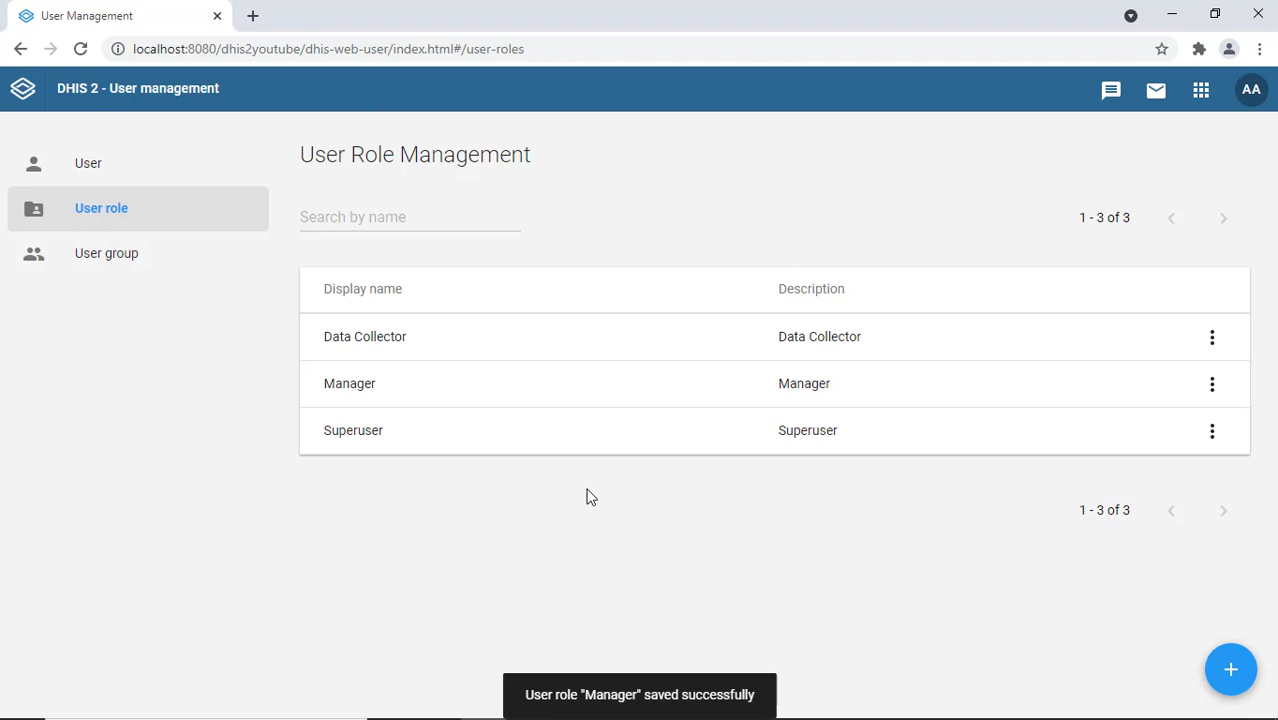 User Management
localhost:8080/dhis2youtube/dhis-web-user/index.html#/user-roles
DHIS 2 - User management
AA
User
User role
User group
User Role Management
Search by name
1 - 3 of 3
Display name Description
Data Collector Data Collector
Manager Manager
Superuser Superuser
1 - 3 of 3
User role "Manager" saved successfully